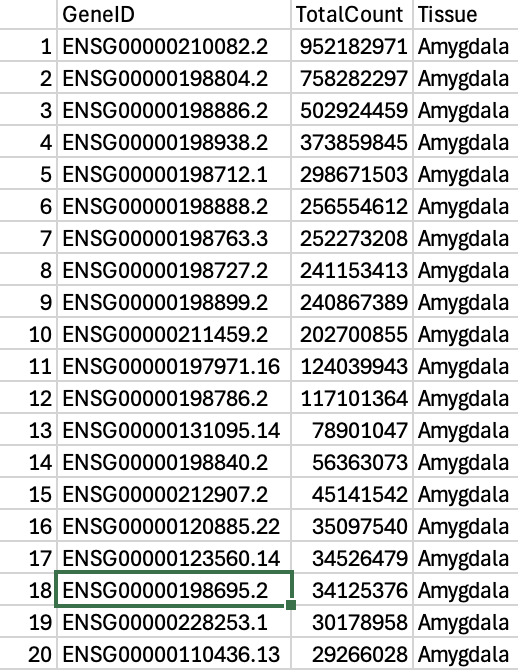 GeneID TotalCount Tissue
1 ENSG00000210082.2 952182971 Amygdala
2 ENSG00000198804.2 758282297 Amygdala
3 ENSG00000198886.2 502924459 Amygdala
4 ENSG00000198938.2 373859845 Amygdala
5 ENSG00000198712.1 298671503 Amygdala
6 ENSG00000198888.2 256554612 Amygdala
7 ENSG00000198763.3 252273208 Amygdala
8 ENSG00000198727.2 241153413 Amygdala
9 ENSG00000198899.2 240867389 Amygdala
10 ENSG00000211459.2 202700855 Amygdala
11 ENSG00000197971.16 124039943 Amygdala
12 ENSG00000198786.2 117101364 Amygdala
13 ENSG00000131095.14 78901047 Amygdala
14 ENSG00000198840.2 56363073 Amygdala
15 ENSG00000212907.2 45141542 Amygdala
16 ENSG00000120885.22 35097540 Amygdala
17 ENSG00000123560.14 34526479 Amygdala
18 ENSG00000198695.2 34125376 Amygdala
19 ENSG00000228253.1 30178958 Amygdala
20 ENSG00000110436.13 29266028 Amygdala